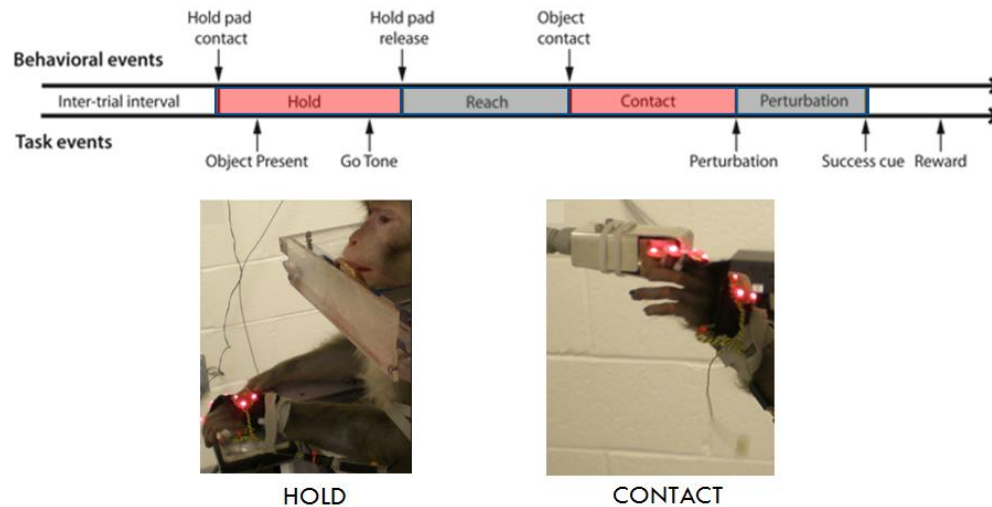 Hold pad
contact
Hold pad
release
Object
contact
Behavioral events
Inter-trial interval
Hold
Reach
Contact
Perturbation
Task events
Object Present
Go Tone
Perturbation
Success cue
Reward
HOLD
CONTACT